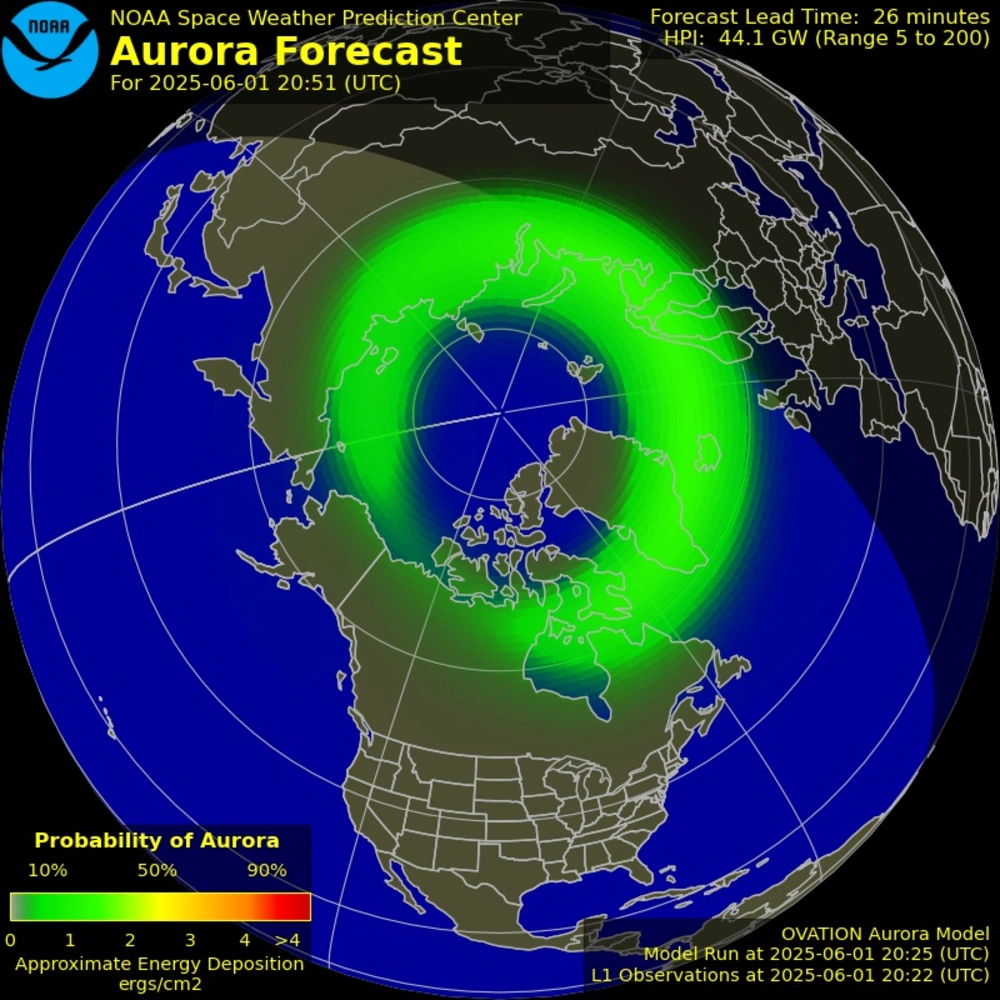 NOAA
NOAA Space Weather Prediction Center
Aurora Forecast
For 2025-06-01 20:51 (UTC)
Forecast Lead Time: 26 minutes
HPI: 44.1 GW (Range 5 to 200)
Probability of Aurora
10% 50% 90%
0 1 2 3 4 >4
Approximate Energy Deposition
ergs/cm2
OVATION Aurora Model
Model Run at 2025-06-01 20:25 (UTC)
L1 Observations at 2025-06-01 20:22 (UTC)